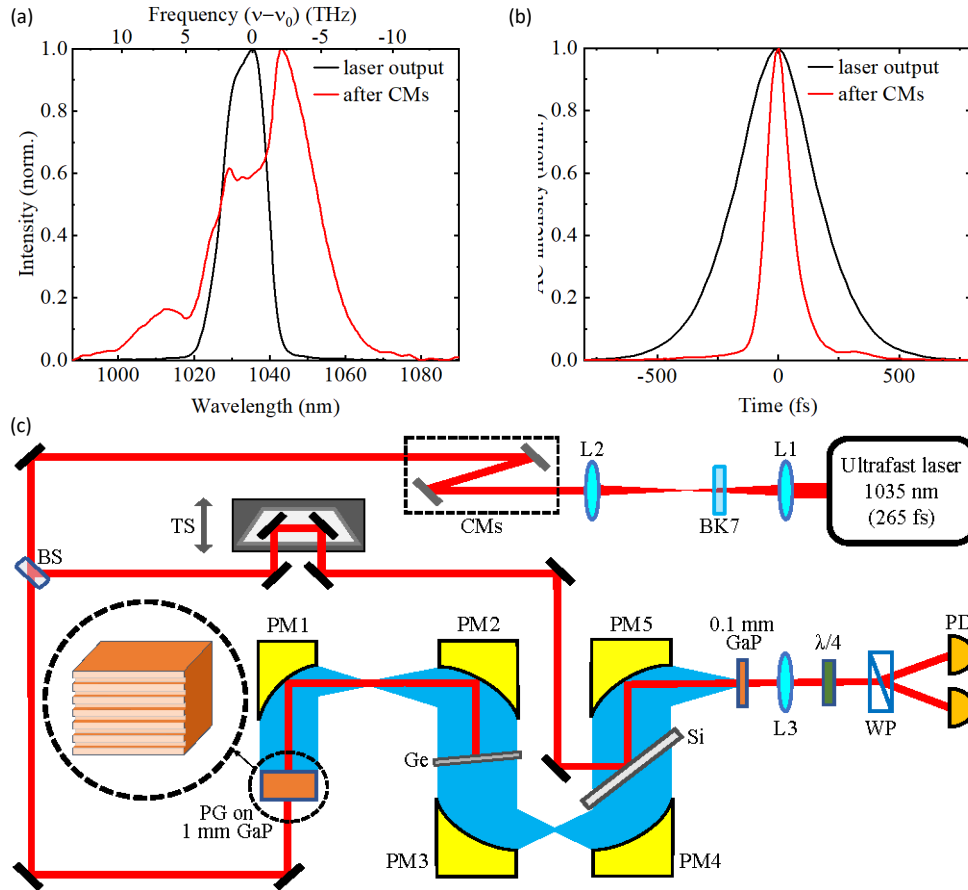 (a)
Frequency (ν−ν0) (THz)
10 5 0 -5 -10
1.0
0.8
0.6
0.4
0.2
0.0
Intensity (norm.)
laser output
after CMs
1000 1020 1040 1060 1080
Wavelength (nm)
(b)
1.0
0.8
0.6
0.4
0.2
0.0
AC Intensity (norm.)
laser output
after CMs
-500 0 500
Time (fs)
(c)
CMs
L2
BK7
L1
Ultrafast laser
1035 nm
(265 fs)
TS
BS
PM1
PM2
PM5
0.1 mm
GaP
λ/4
PD
L3
WP
Si
Ge
PG on
1 mm GaP
PM3
PM4